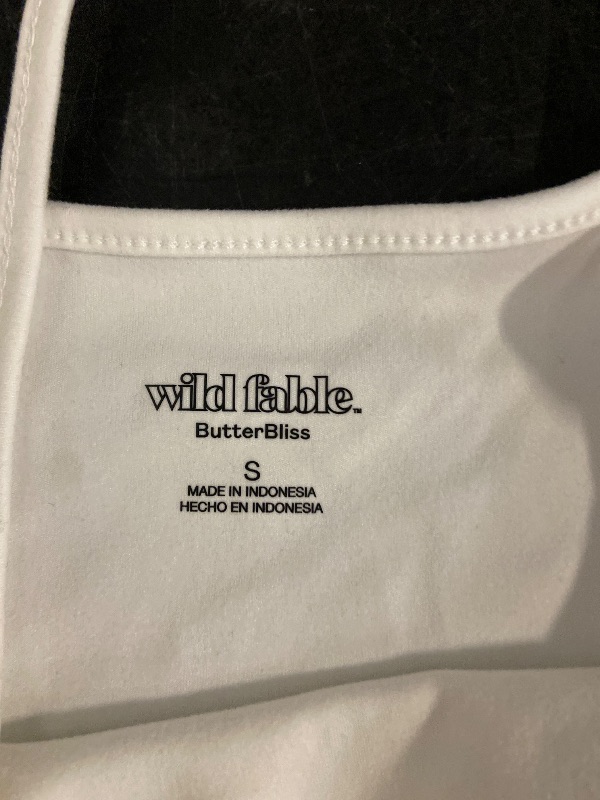 wild fable™
ButterBliss
S
MADE IN INDONESIA
HECHO EN INDONESIA